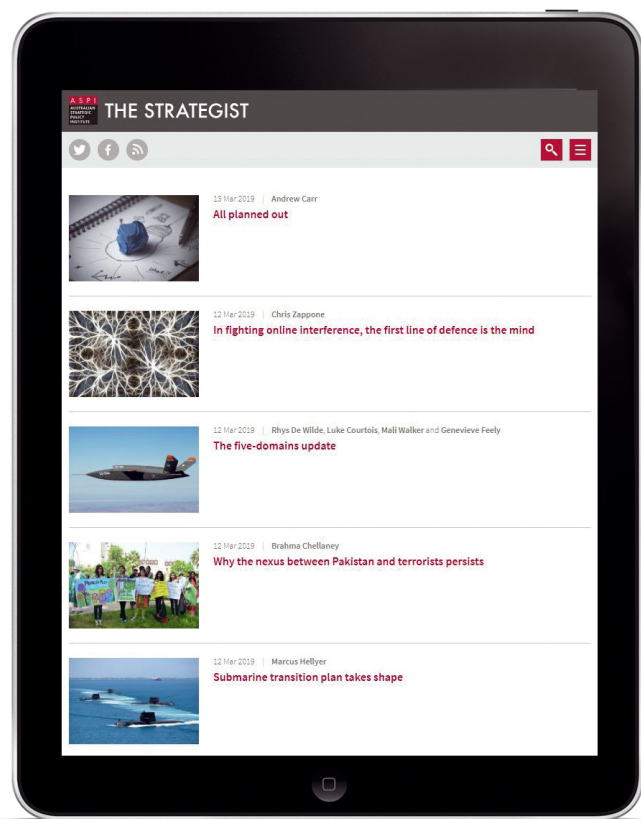 ASPI
AUSTRALIAN
STRATEGIC
POLICY
INSTITUTE
THE STRATEGIST
13 Mar 2019 | Andrew Carr
All planned out
12 Mar 2019 | Chris Zappone
In fighting online interference, the first line of defence is the mind
12 Mar 2019 | Rhys De Wilde, Luke Courtois, Mali Walker and Genevieve Feely
The five-domains update
12 Mar 2019 | Brahma Chellaney
Why the nexus between Pakistan and terrorists persists
12 Mar 2019 | Marcus Hellyer
Submarine transition plan takes shape